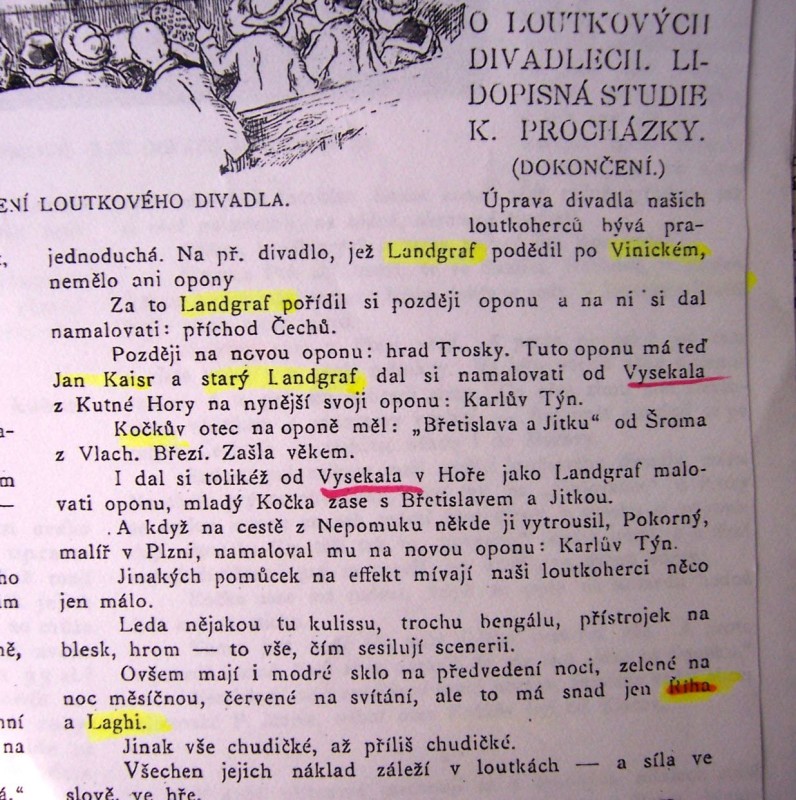 O LOUTKOVÝCH
DIVADLECH. LI-
DOPISNÁ STUDIE
K. PROCHÁZKY.
(DOKONČENÍ.)
ENÍ LOUTKOVÉHO DIVADLA.
Úprava divadla našich
loutkoherců bývá pra-
jednoduchá. Na př. divadlo, jež Landgraf podědil po Vinickém,
nemělo ani opony
Za to Landgraf pořídil si později oponu a na ni si dal
namalovati: příchod Čechů.
Později na novou oponu: hrad Trosky. Tuto oponu má teď
Jan Kaisr a starý Landgraf dal si namalovati od Vysekala
z Kutné Hory na nynější svoji oponu: Karlův Týn.
Kočkův otec na oponě měl: „Břetislava a Jitku“ od Šroma
z Vlach. Březí. Zašla věkem.
I dal si tolikéž od Vysekala v Hoře jako Landgraf malo-
vati oponu, mladý Kočka zase s Břetislavem a Jitkou.
A když na cestě z Nepomuku někde ji vytrousil, Pokorný,
malíř v Plzni, namaloval mu na novou oponu: Karlův Týn.
Jinakých pomůcek na effekt mívají naši loutkoherci něco
jen málo.
Leda nějakou tu kulissu, trochu bengálu, přístrojek na
blesk, hrom — to vše, čím sesilují scenerii.
Ovšem mají i modré sklo na předvedení noci, zelené na
noc měsíčnou, červené na svítání, ale to má snad jen Říha
a Laghi.
Jinak vše chudičké, až příliš chudičké.
Všechen jejich náklad záleží v loutkách — a síla ve
slově, ve hře.